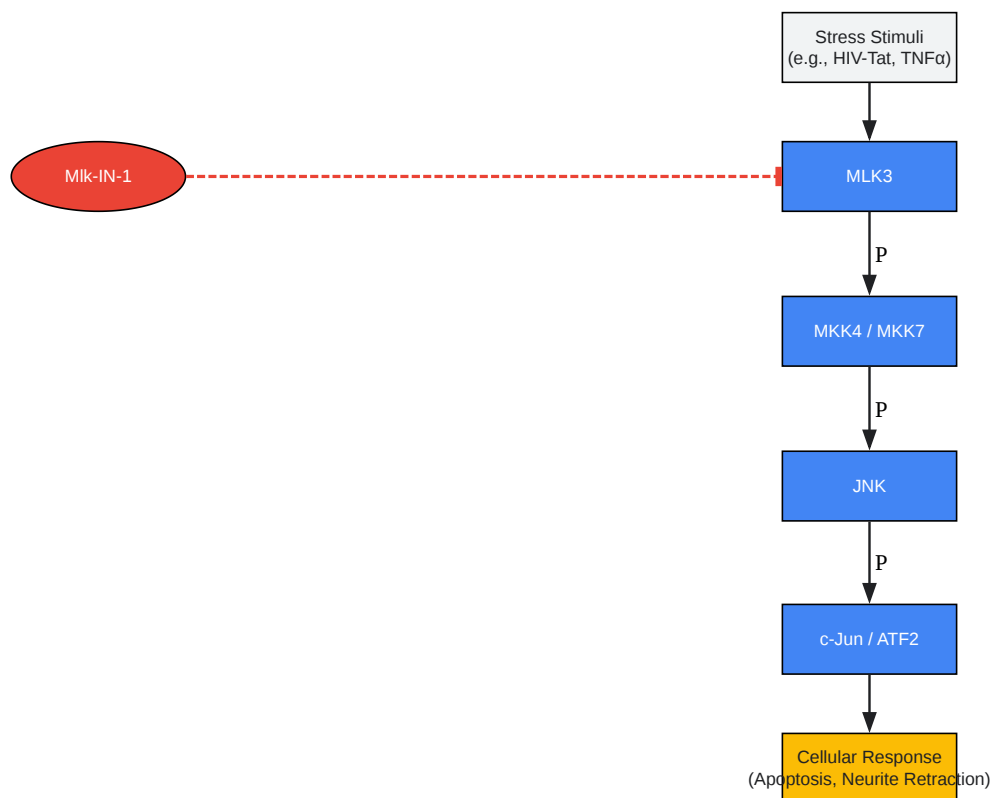 Stress Stimuli
(e.g., HIV-Tat, TNFα)
Mlk-IN-1
MLK3
P
MKK4 / MKK7
P
JNK
P
c-Jun / ATF2
Cellular Response
(Apoptosis, Neurite Retraction)